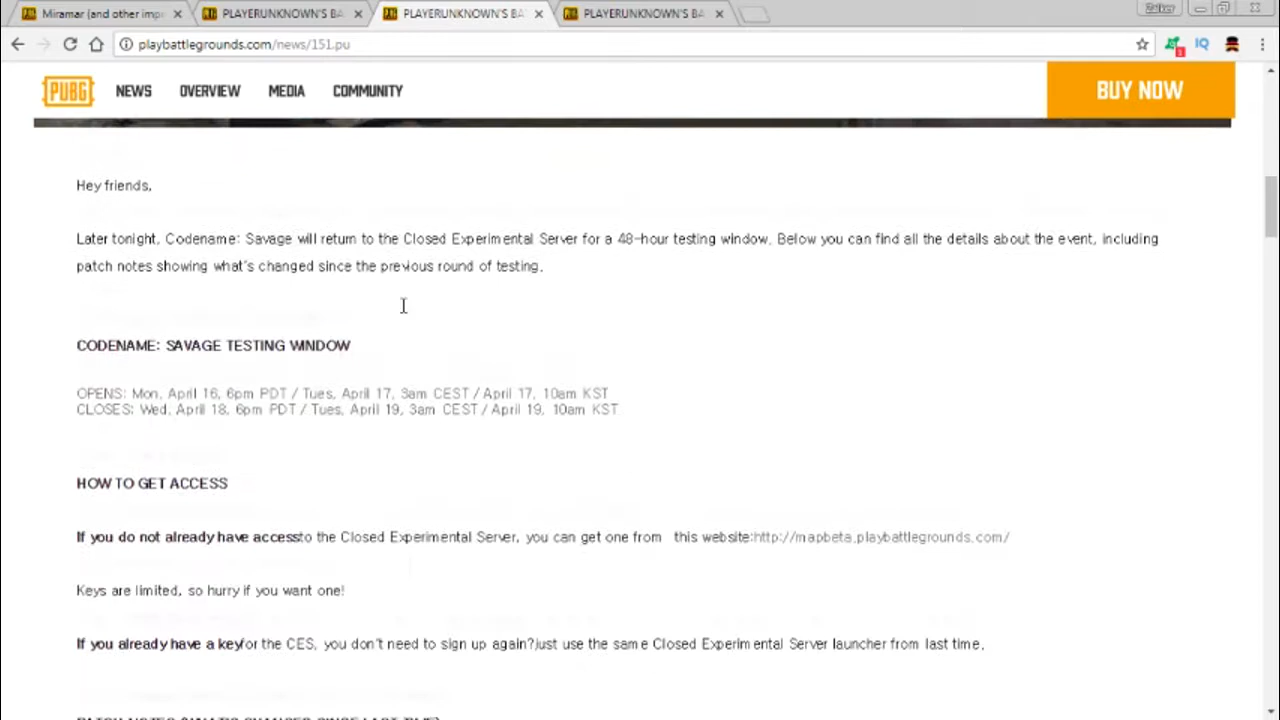 Miramar (and other imp
PLAYERUNKNOWN'S BA
PLAYERUNKNOWN'S BA
PLAYERUNKNOWN'S BA
playbattlegrounds.com/news/151.pu
PUBG
NEWS
OVERVIEW
MEDIA
COMMUNITY
BUY NOW
Hey friends,
Later tonight, Codename: Savage will return to the Closed Experimental Server for a 48-hour testing window. Below you can find all the details about the event, including
patch notes showing what's changed since the previous round of testing.
CODENAME: SAVAGE TESTING WINDOW
OPENS: Mon, April 16, 6pm PDT / Tues, April 17, 3am CEST / April 17, 10am KST
CLOSES: Wed, April 18, 6pm PDT / Tues, April 19, 3am CEST / April 19, 10am KST
HOW TO GET ACCESS
If you do not already have accessto the Closed Experimental Server, you can get one from this website:http://mapbeta.playbattlegrounds.com/
Keys are limited, so hurry if you want one!
If you already have a keyfor the CES, you don't need to sign up again?Just use the same Closed Experimental Server launcher from last time.
PATCH NOTES (WHAT'S CHANGED SINCE LAST TIME)